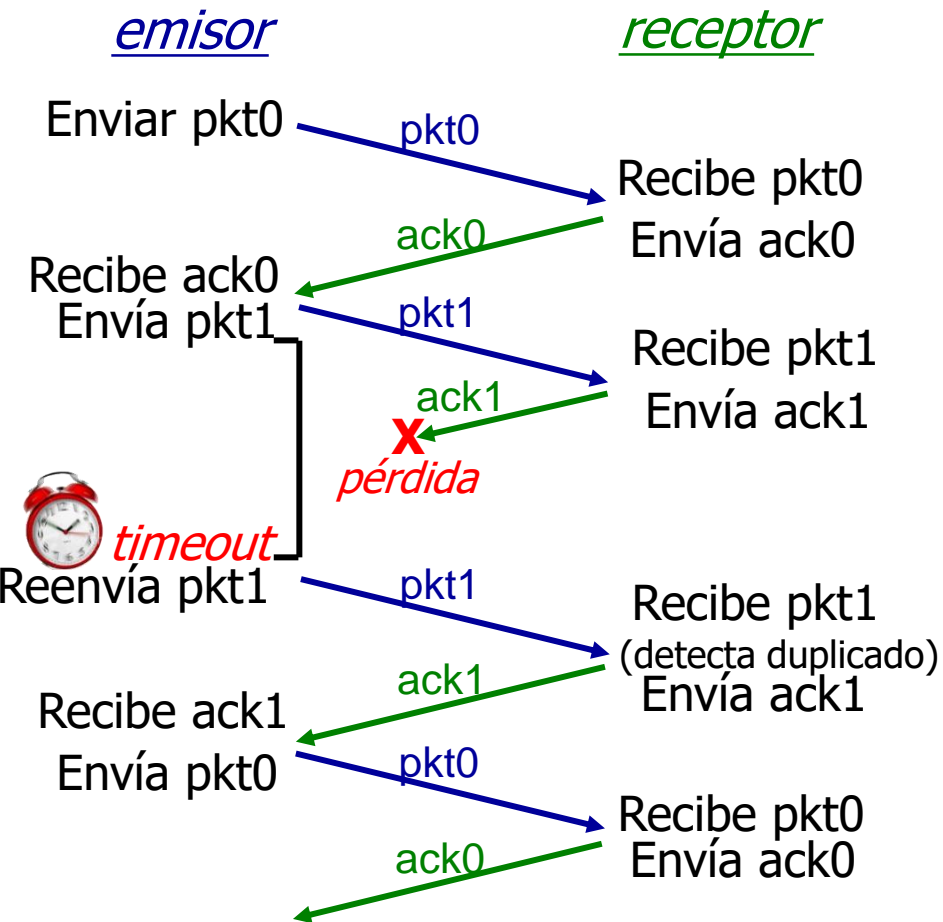 emisor
receptor
Enviar pkt0
pkt0
Recibe pkt0
ack0
Envía ack0
Recibe ack0
Envía pkt1
pkt1
Recibe pkt1
ack1
Envía ack1
X
pérdida
timeout
Reenvía pkt1
pkt1
Recibe pkt1
(detecta duplicado)
ack1
Envía ack1
Recibe ack1
Envía pkt0
pkt0
Recibe pkt0
ack0
Envía ack0